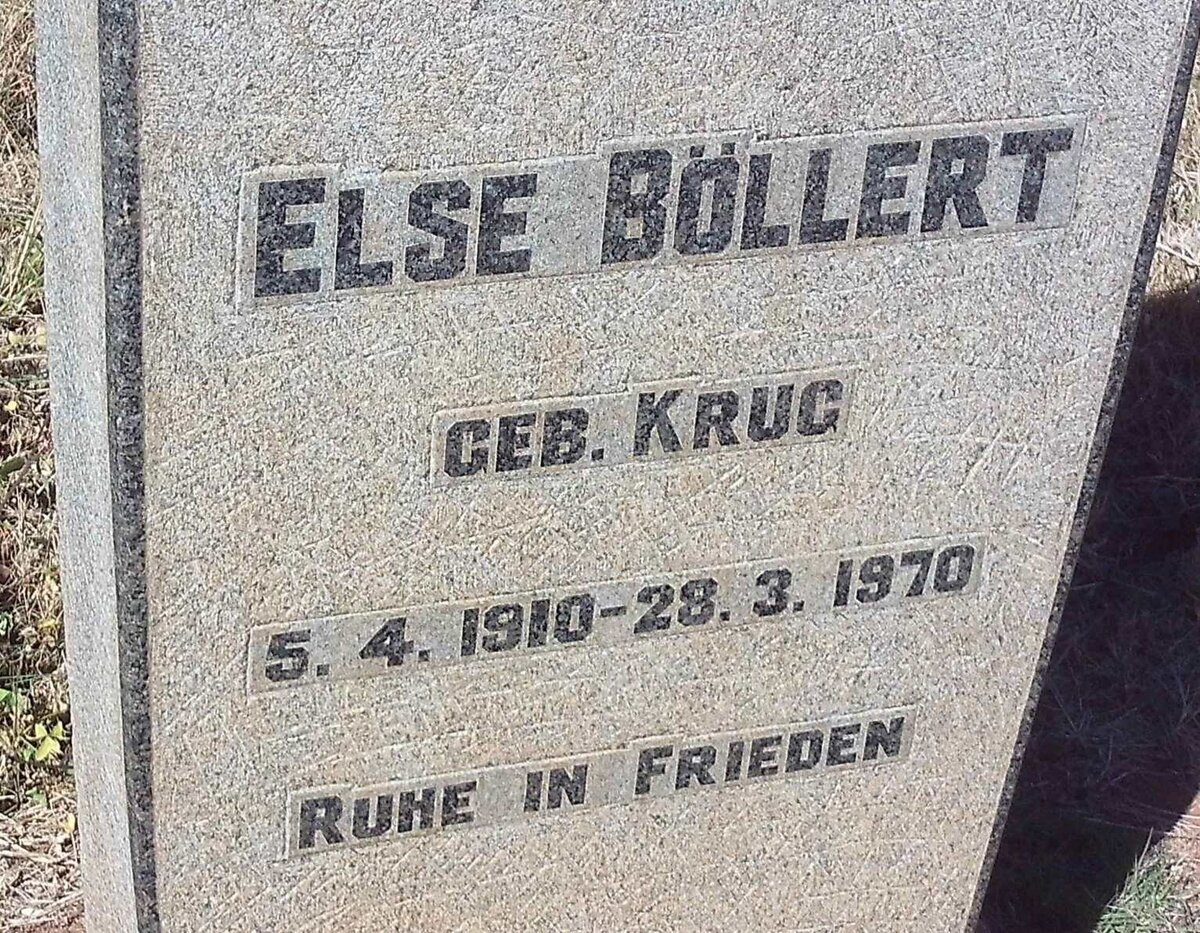 ELSE BÖLLERT
GEB. KRUG
5. 4. 1910-28. 3. 1970
RUHE IN FRIEDEN